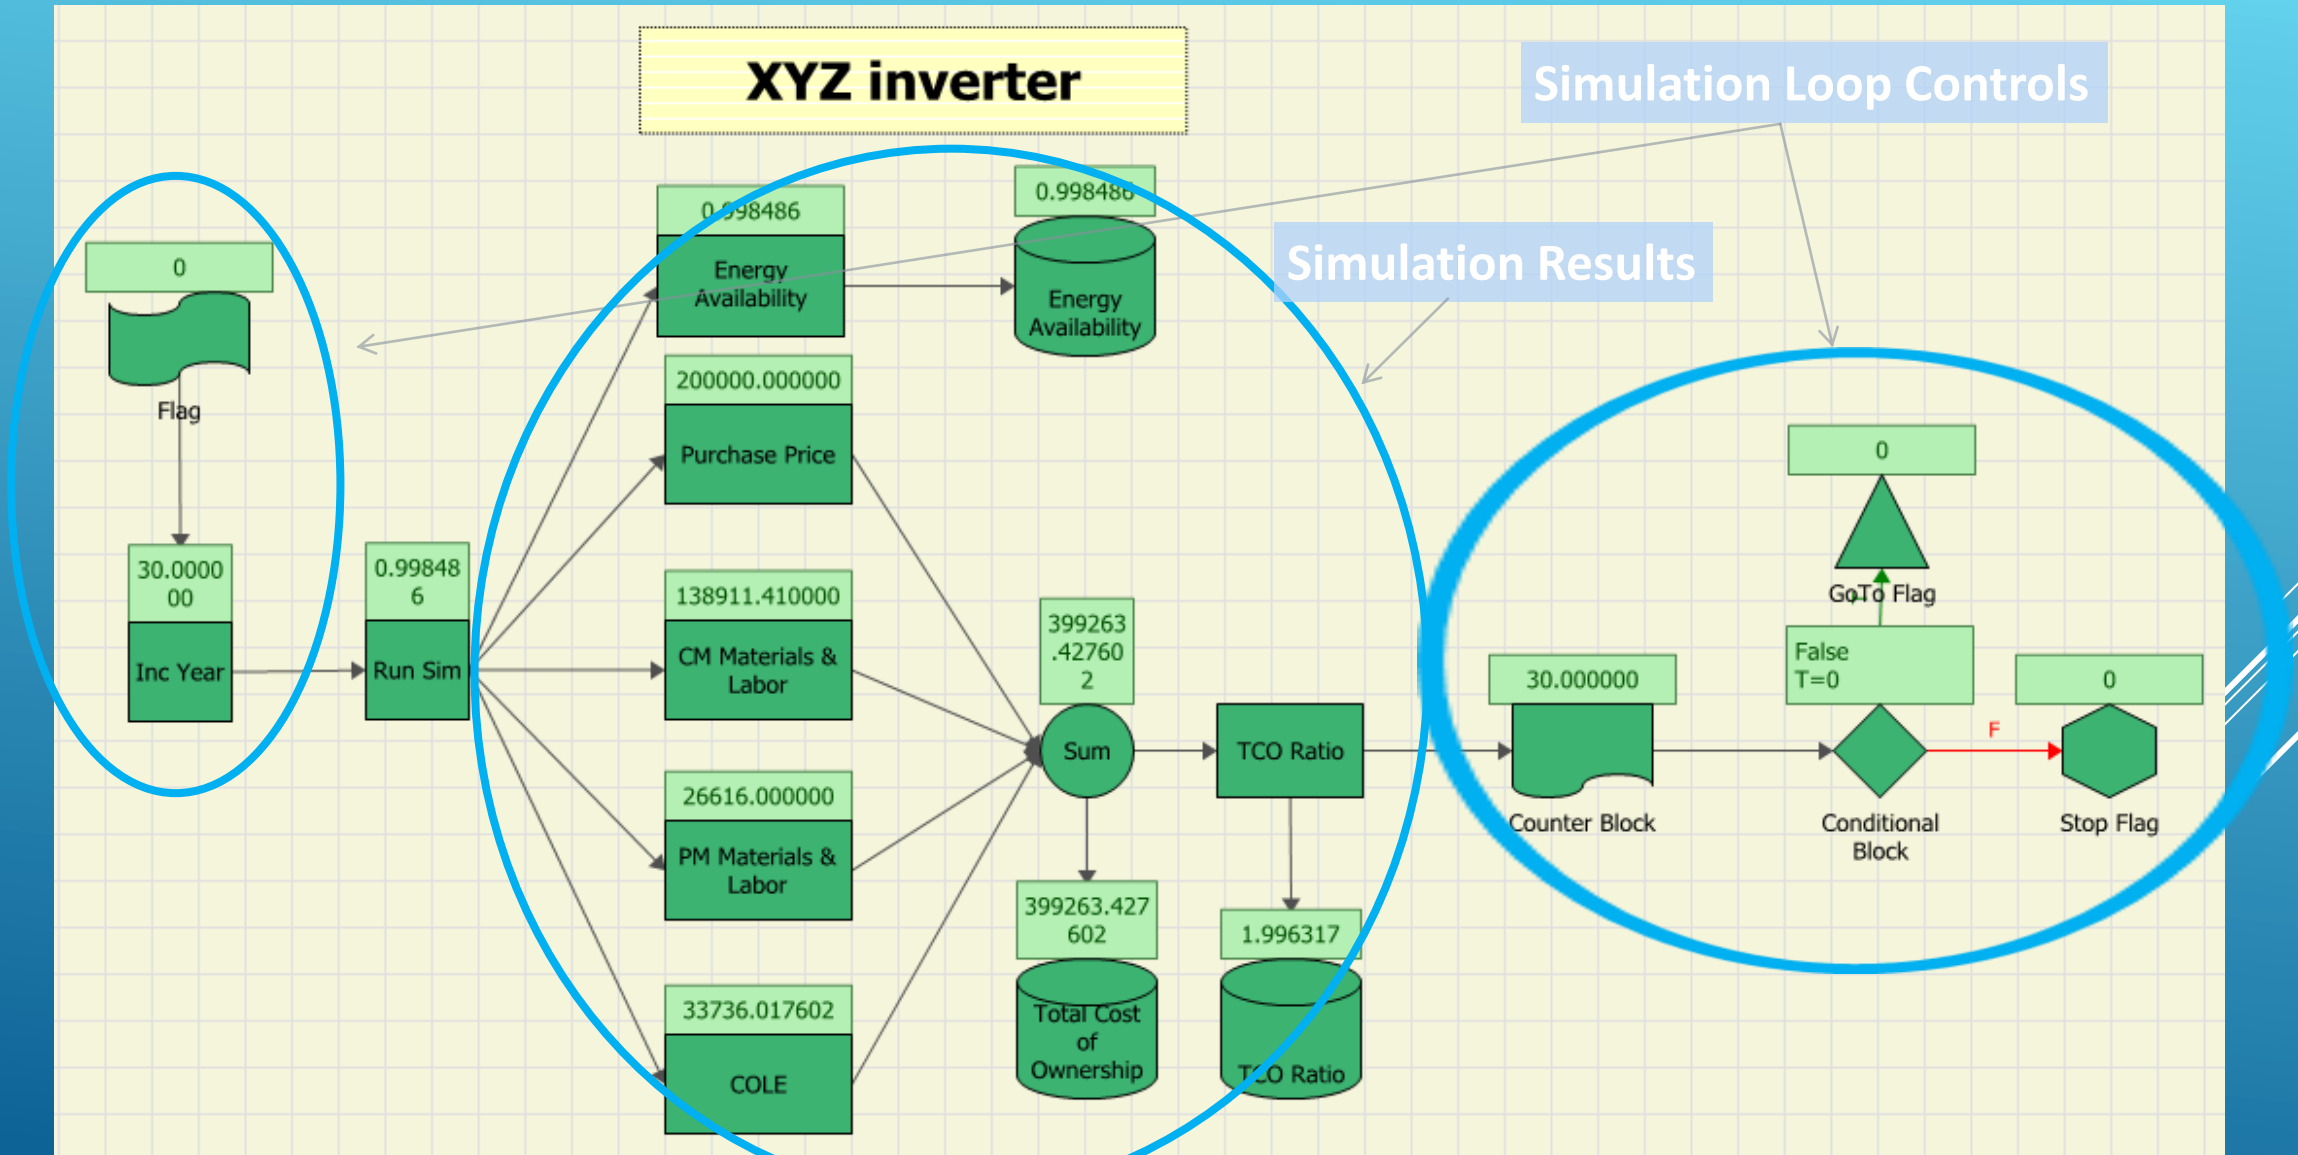 XYZ inverter
Simulation Loop Controls
Simulation Results
0
Flag
30.0000
00
Inc Year
0.99848
6
Run Sim
0.998486
Energy
Availability
0.998486
Energy
Availability
200000.000000
Purchase Price
138911.410000
CM Materials &
Labor
26616.000000
PM Materials &
Labor
33736.017602
COLE
399263
.42760
2
Sum
399263.427
602
Total Cost
of
Ownership
TCO Ratio
1.996317
TCO Ratio
30.000000
Counter Block
0
GoTo Flag
False
T=0
Conditional
Block
F
0
Stop Flag